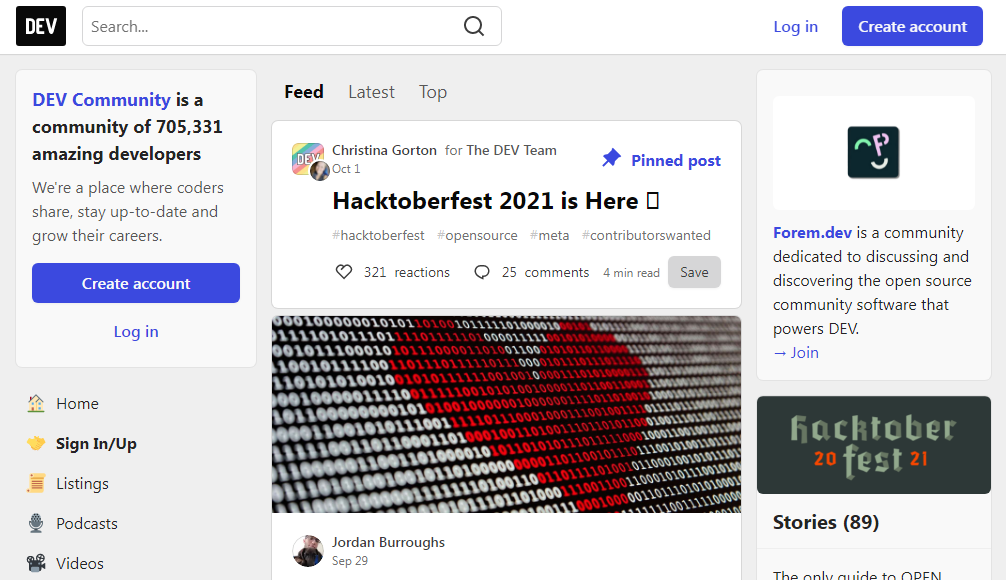 DEV
Search...
Log in
Create account
DEV Community is a
community of 705,331
amazing developers
We're a place where coders
share, stay up-to-date and
grow their careers.
Create account
Log in
Home
Sign In/Up
Listings
Podcasts
Videos
Feed
Latest
Top
DEV
Christina Gorton for The DEV Team
Oct 1
Pinned post
Hacktoberfest 2021 is Here
#hacktoberfest #opensource #meta #contributorswanted
321 reactions
25 comments
4 min read
Save
Jordan Burroughs
Sep 29
Forem.dev is a community
dedicated to discussing and
discovering the open source
community software that
powers DEV.
→ Join
hacktober
20 fest 21
Stories (89)
The only guide to OPEN